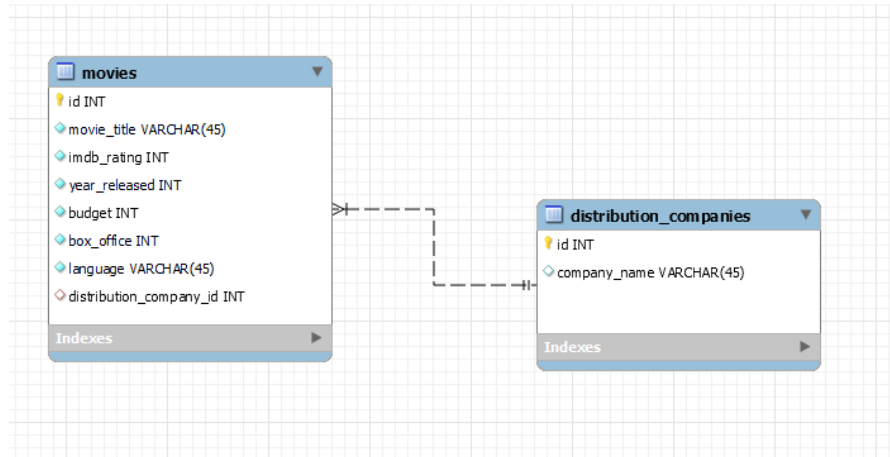 movies
id INT
movie_title VARCHAR(45)
imdb_rating INT
year_released INT
budget INT
box_office INT
language VARCHAR(45)
distribution_company_id INT
Indexes
distribution_companies
id INT
company_name VARCHAR(45)
Indexes